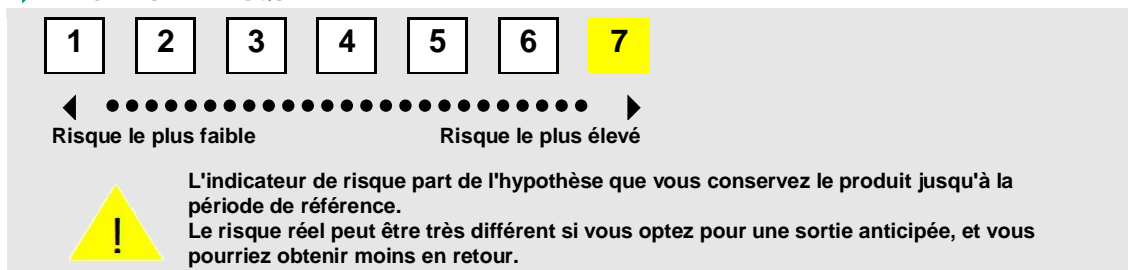 1 2 3 4 5 6 7
Risque le plus faible Risque le plus élevé
L'indicateur de risque part de l'hypothèse que vous conservez le produit jusqu'à la
période de référence.
! Le risque réel peut être très différent si vous optez pour une sortie anticipée, et vous
pourriez obtenir moins en retour.